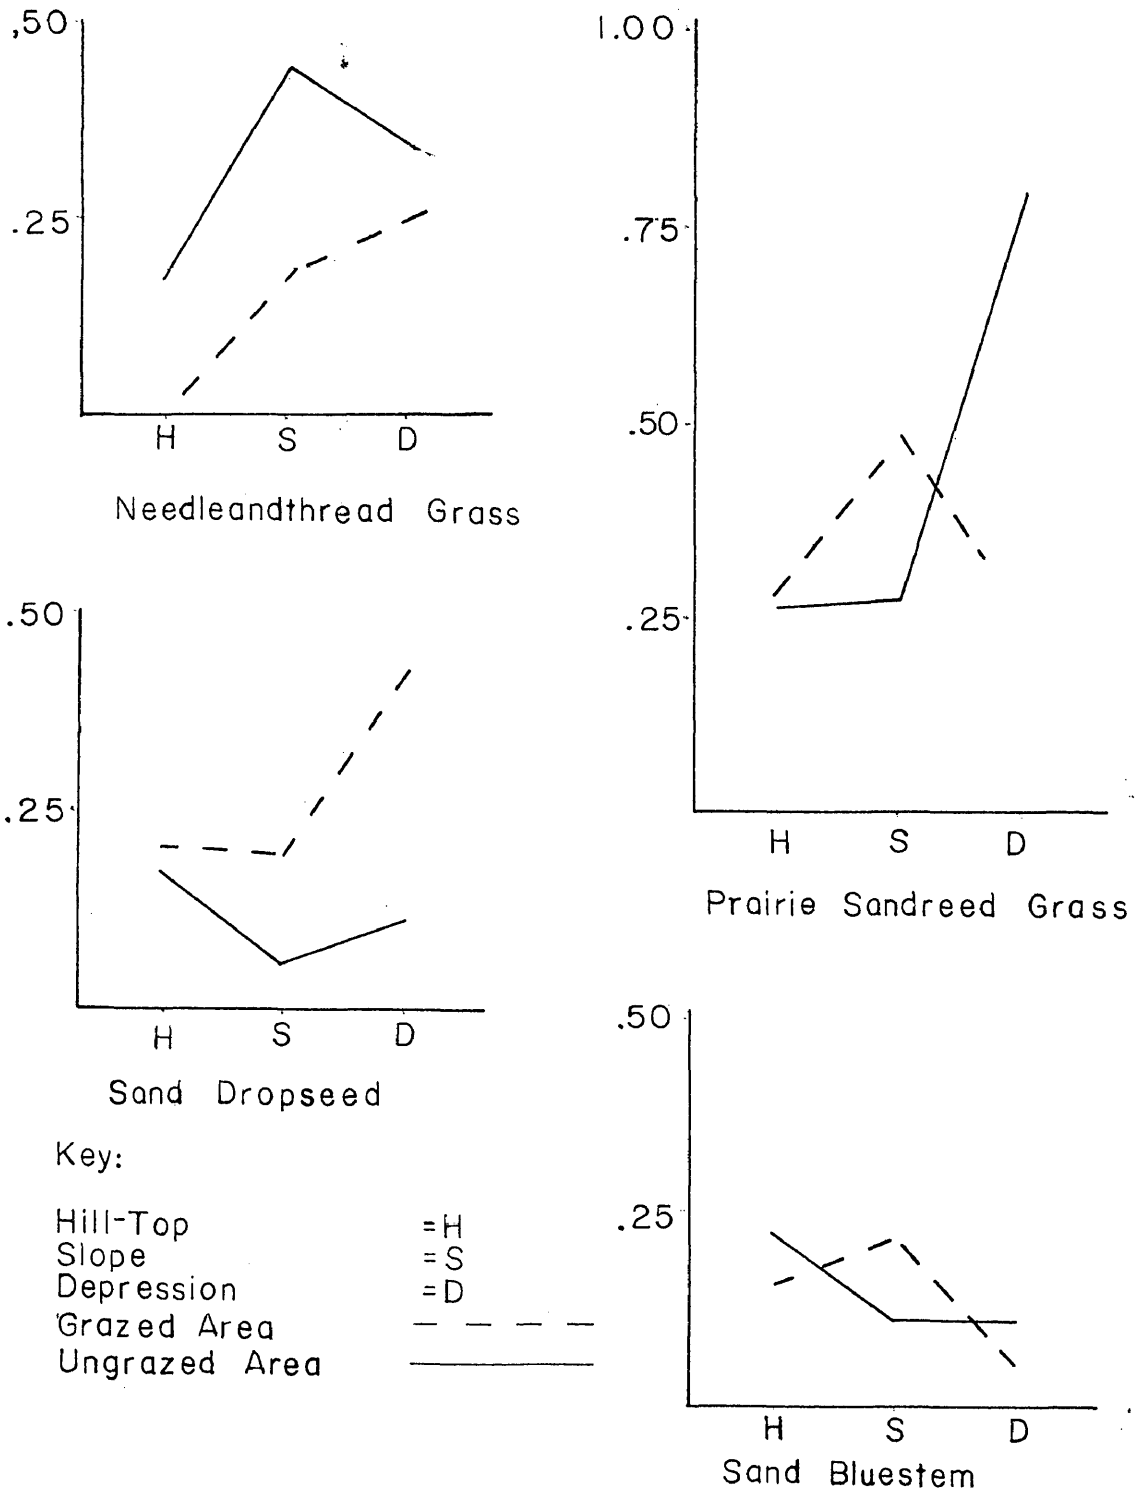 ,50
.25
H S D
Needleandthread Grass
1.00
.75
.50
.25
H S D
Prairie Sandreed Grass
.50
.25
H S D
Sand Dropseed
Key:
Hill-Top =H
Slope =S
Depression =D
Grazed Area
Ungrazed Area
.50
.25
H S D
Sand Bluestem